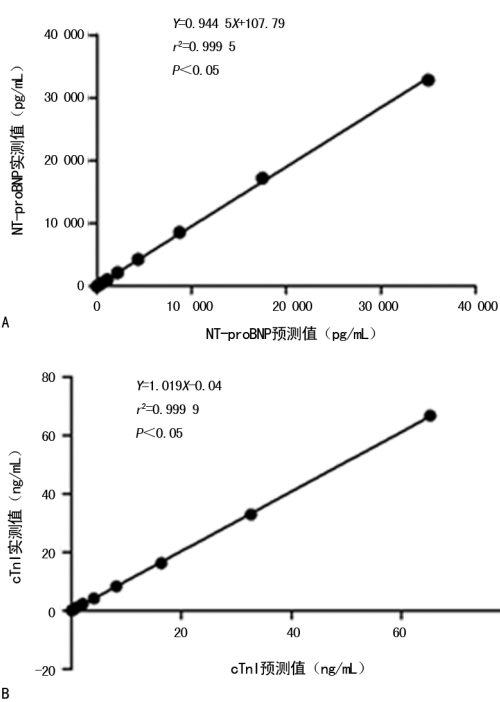 Y=0.944 5X+107.79
r²=0.999 5
P<0.05
40 000
30 000
20 000
10 000
0
NT-proBNP实测值（pg/mL）
0
10 000
20 000
30 000
40 000
NT-proBNP预测值（pg/mL）
A
Y=1.019X-0.04
r²=0.999 9
P<0.05
80
60
40
20
0
-20
cTnI实测值（ng/mL）
20
40
60
cTnI预测值（ng/mL）
B